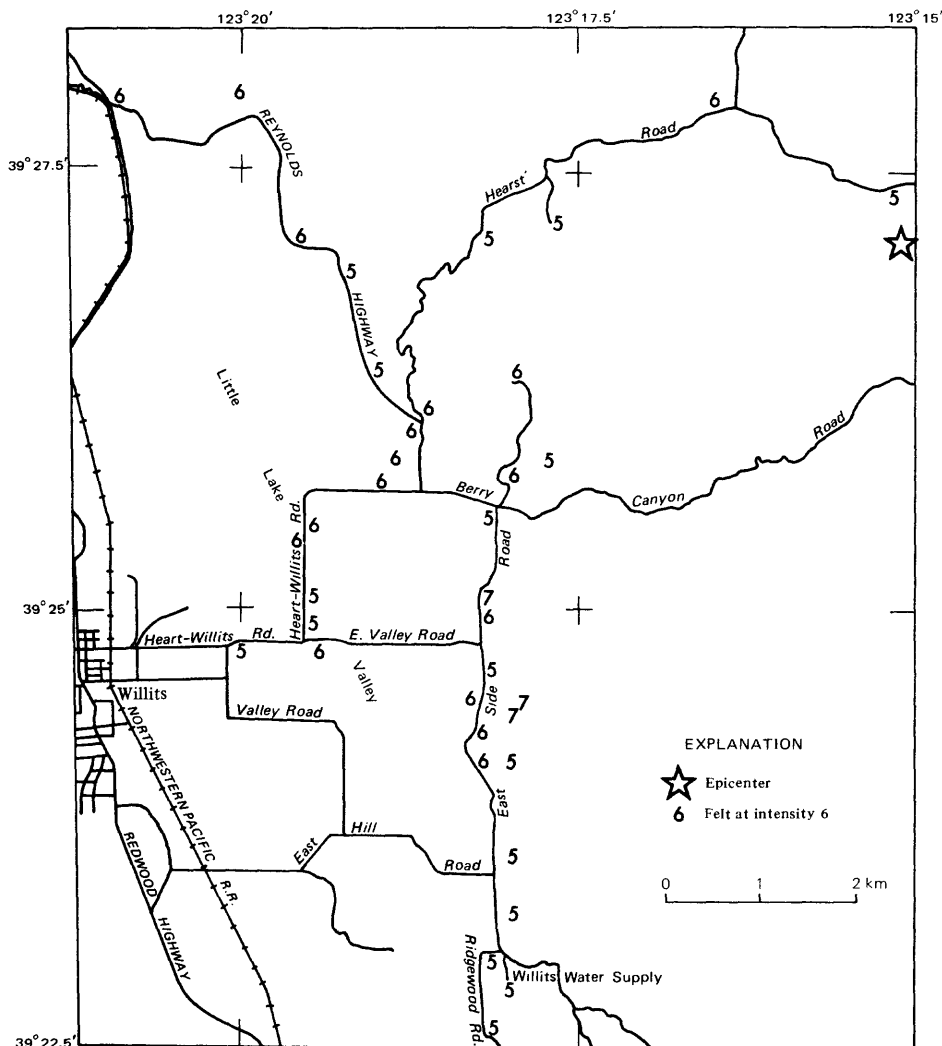 123°20′ 123°17.5′ 123°15′
6 6 6
REYNOLDS
Road
39°27.5′
Hearst
5
5
5
6
5
HIGHWAY
5 6
Little
6
6
Road
6 5
6 6
Lake
Berry
Canyon
5
6
6
Heart-Willits Rd.
Road
5 7
39°25′ 6
5
Heart-Willits Rd. E. Valley Road
5 6
5
Valley
Willits
6 Side 7
7
Valley Road
6
NORTHWESTERN PACIFIC R.R.
6 5
EXPLANATION
Epicenter
6 Felt at intensity 6
East
Hill
East
Road
5
REDWOOD HIGHWAY
0 1 2 km
5
Ridgewood Rd.
5
Willits Water Supply
5
5
39°22.5′